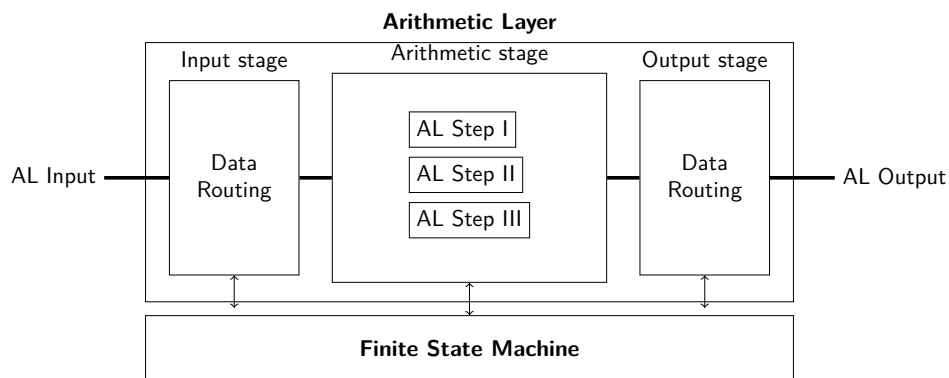 Arithmetic Layer
Input stage
Arithmetic stage
Output stage
AL Input
Data
Routing
AL Step I
AL Step II
AL Step III
Data
Routing
AL Output
Finite State Machine